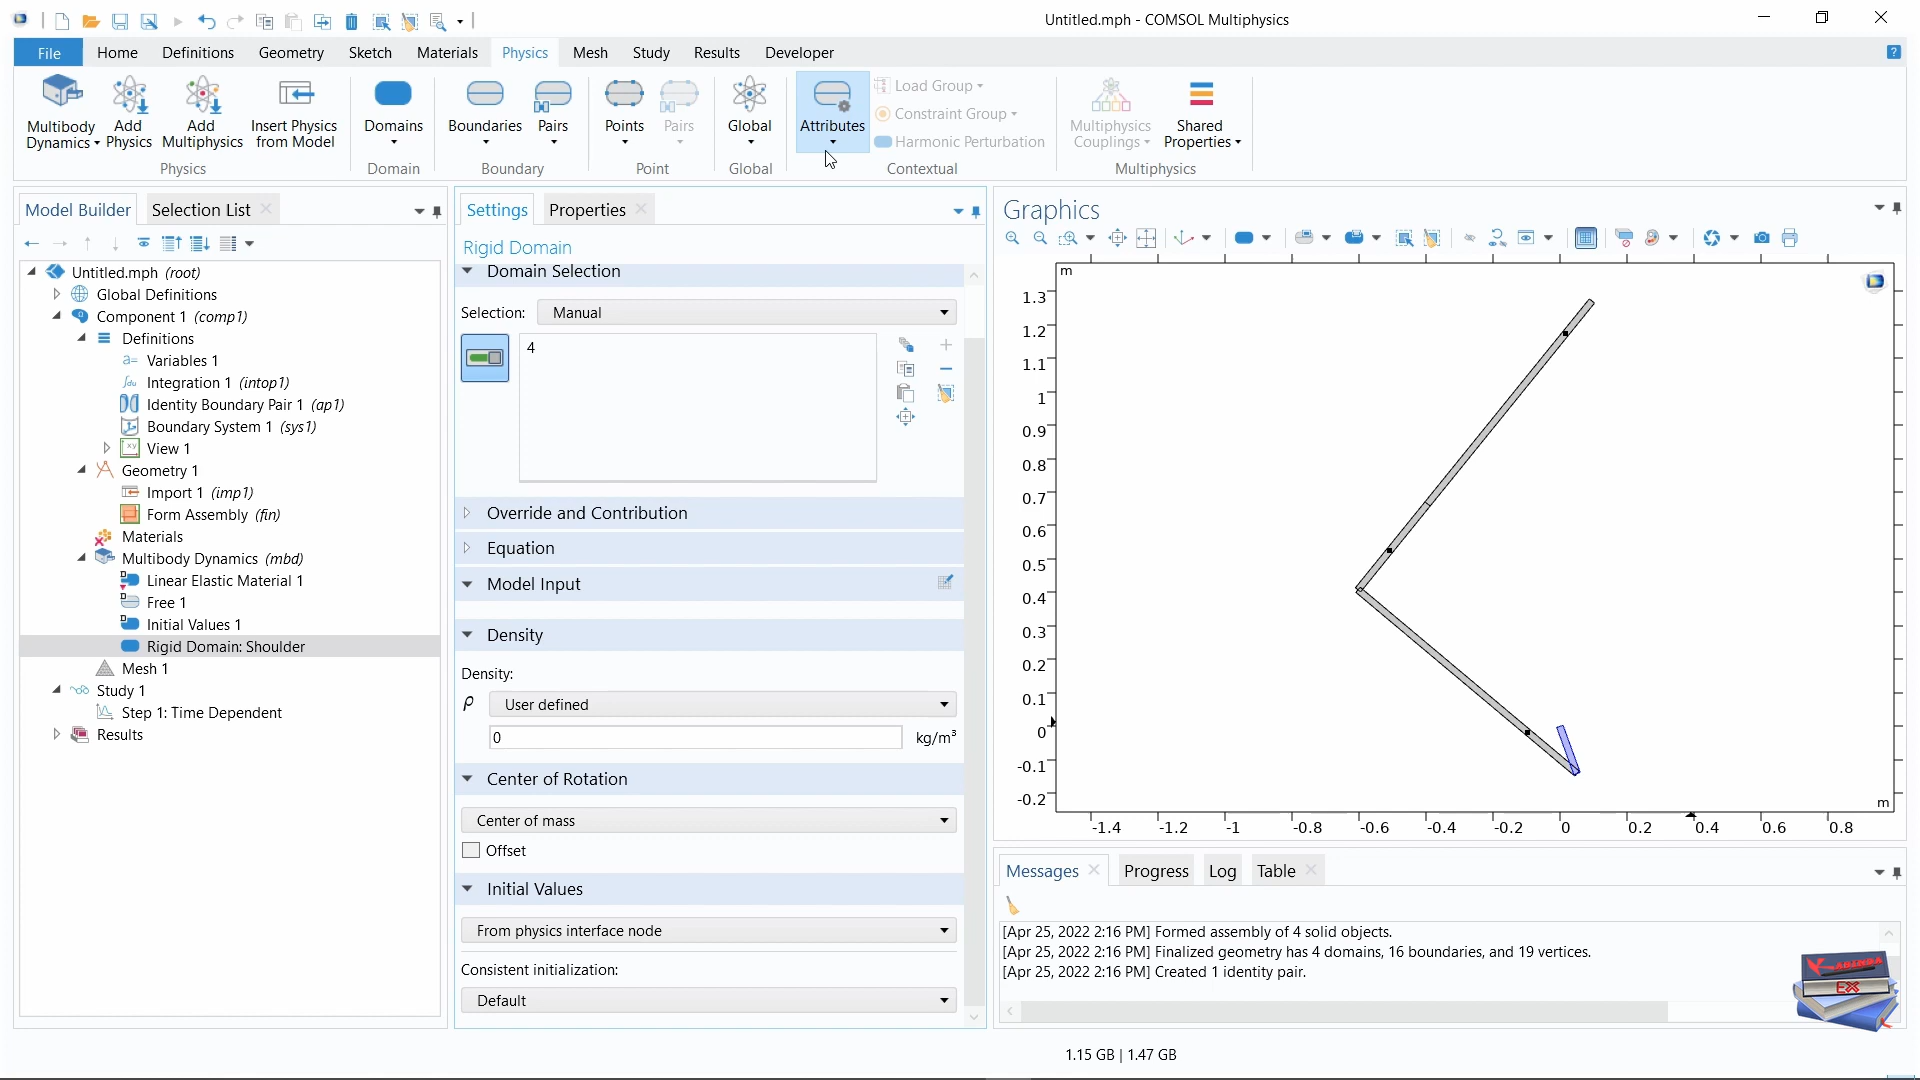 Untitled.mph - COMSOL Multiphysics
File
Home
Definitions
Geometry
Sketch
Materials
Physics
Mesh
Study
Results
Developer
Multibody
Dynamics
Add
Physics
Add
Multiphysics
Insert Physics
from Model
Physics
Domains
Domain
Boundaries
Pairs
Boundary
Points
Pairs
Point
Global
Global
Attributes
Load Group
Constraint Group
Harmonic Perturbation
Contextual
Multiphysics
Couplings
Shared
Properties
Multiphysics
Model Builder
Selection List
Untitled.mph (root)
Global Definitions
Component 1 (comp1)
Definitions
a= Variables 1
Integration 1 (intop1)
Identity Boundary Pair 1 (ap1)
Boundary System 1 (sys1)
View 1
Geometry 1
Import 1 (imp1)
Form Assembly (fin)
Materials
Multibody Dynamics (mbd)
Linear Elastic Material 1
Free 1
Initial Values 1
Rigid Domain: Shoulder
Mesh 1
Study 1
Step 1: Time Dependent
Results
Settings
Properties
Rigid Domain
Domain Selection
Selection:
Manual
4
Override and Contribution
Equation
Model Input
Density
Density:
ρ
User defined
0
kg/m³
Center of Rotation
Center of mass
Offset
Initial Values
From physics interface node
Consistent initialization:
Default
Graphics
m
1.3
1.2
1.1
1
0.9
0.8
0.7
0.6
0.5
0.4
0.3
0.2
0.1
0
-0.1
-0.2
m
-1.4
-1.2
-1
-0.8
-0.6
-0.4
-0.2
0
0.2
0.4
0.6
0.8
Messages
Progress
Log
Table
[Apr 25, 2022 2:16 PM] Formed assembly of 4 solid objects.
[Apr 25, 2022 2:16 PM] Finalized geometry has 4 domains, 16 boundaries, and 19 vertices.
[Apr 25, 2022 2:16 PM] Created 1 identity pair.
EX
1.15 GB | 1.47 GB